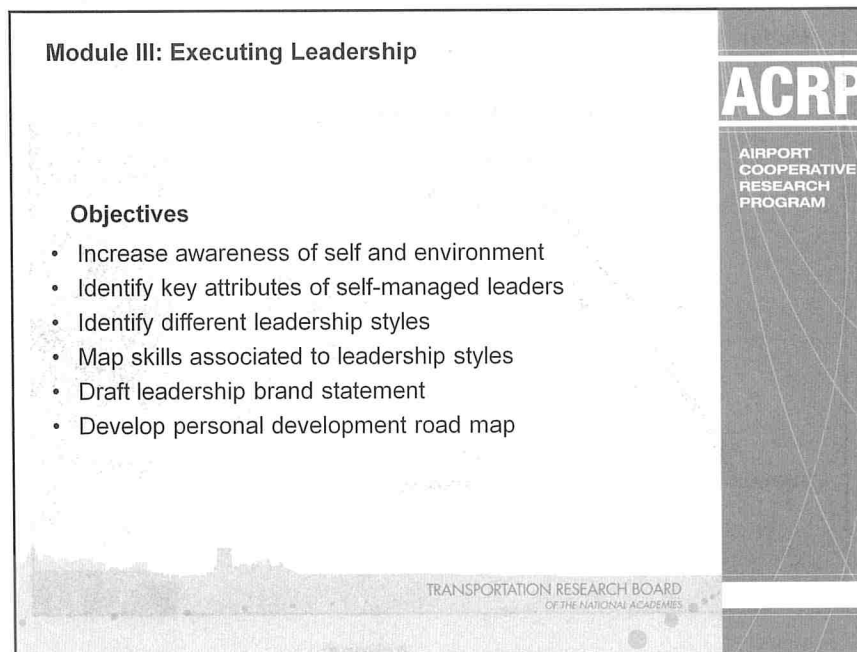 Module III: Executing Leadership
ACRP
AIRPORT
COOPERATIVE
RESEARCH
PROGRAM
Objectives
• Increase awareness of self and environment
• Identify key attributes of self-managed leaders
• Identify different leadership styles
• Map skills associated to leadership styles
• Draft leadership brand statement
• Develop personal development road map
TRANSPORTATION RESEARCH BOARD
OF THE NATIONAL ACADEMIES